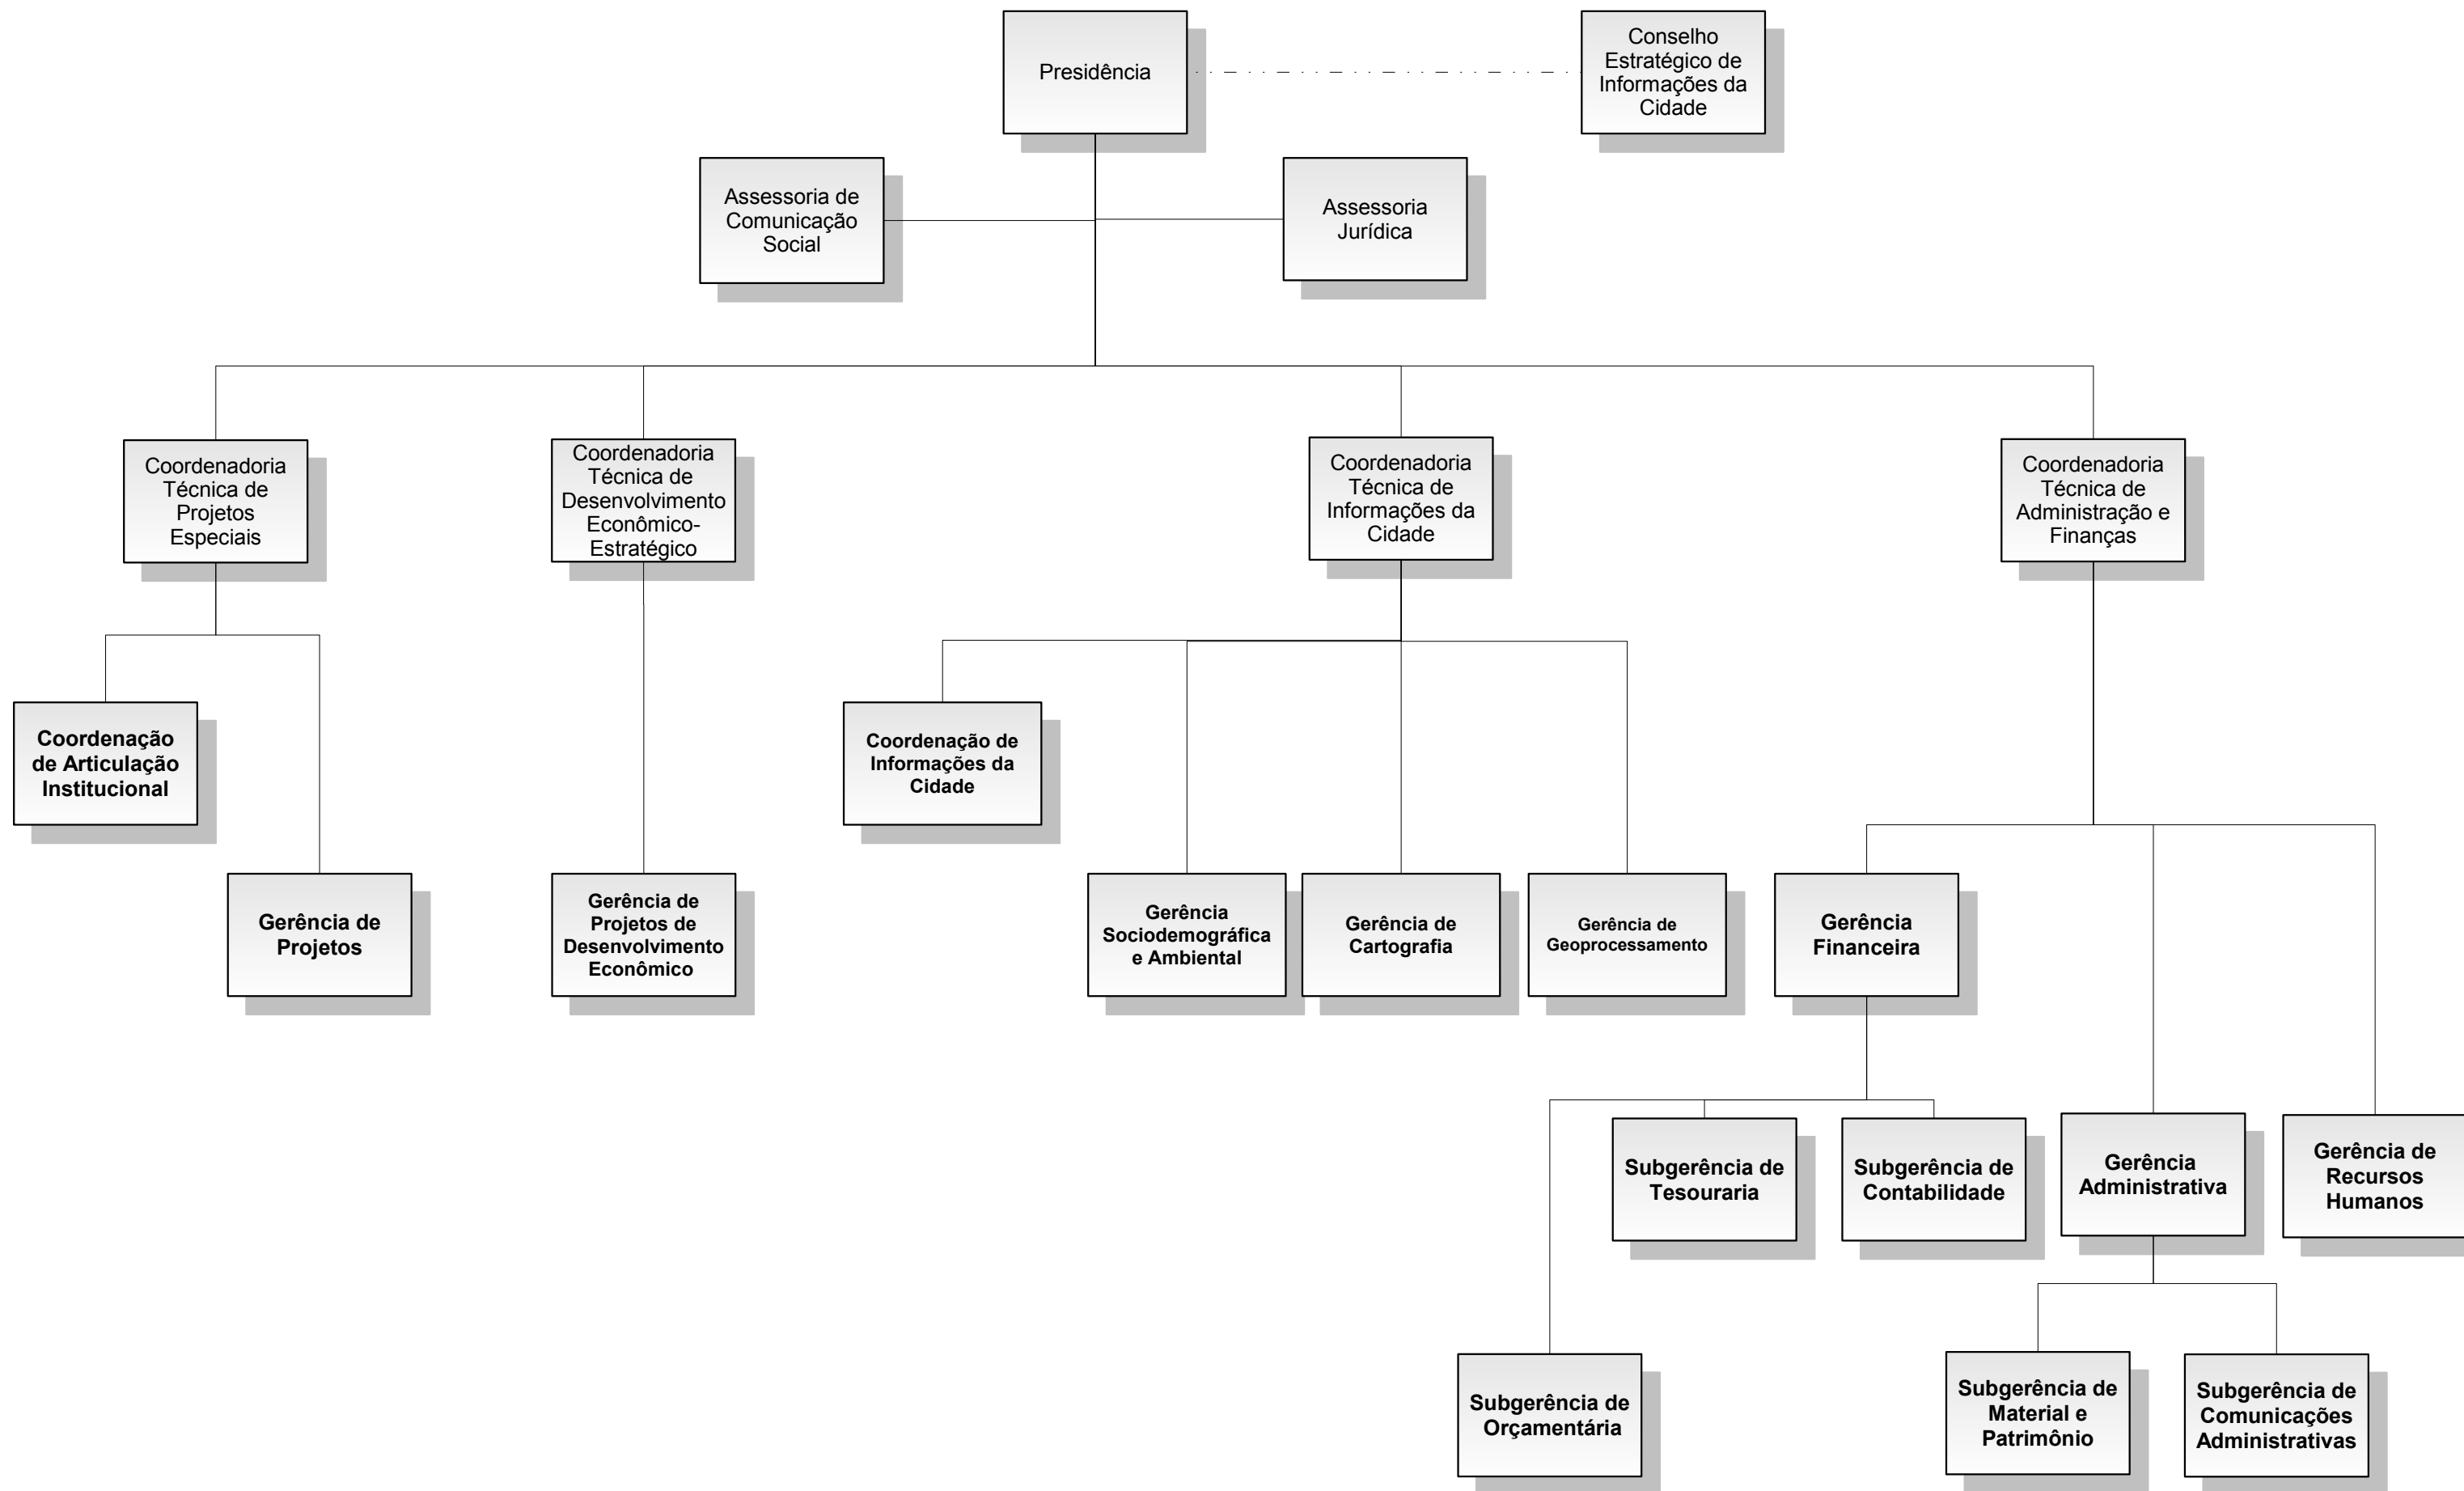 Presidência
Conselho
Estratégico de
Informações da
Cidade
Assessoria de
Comunicação
Social
Assessoria
Jurídica
Coordenadoria
Técnica de
Projetos
Especiais
Coordenadoria
Técnica de
Desenvolvimento
Econômico-
Estratégico
Coordenadoria
Técnica de
Informações da
Cidade
Coordenadoria
Técnica de
Administração e
Finanças
Coordenação
de Articulação
Institucional
Coordenação de
Informações da
Cidade
Gerência de
Projetos
Gerência de
Projetos de
Desenvolvimento
Econômico
Gerência
Sociodemográfica
e Ambiental
Gerência de
Cartografia
Gerência de
Geoprocessamento
Gerência
Financeira
Subgerência de
Tesouraria
Subgerência de
Contabilidade
Gerência
Administrativa
Gerência de
Recursos
Humanos
Subgerência de
Orçamentária
Subgerência de
Material e
Patrimônio
Subgerência de
Comunicações
Administrativas